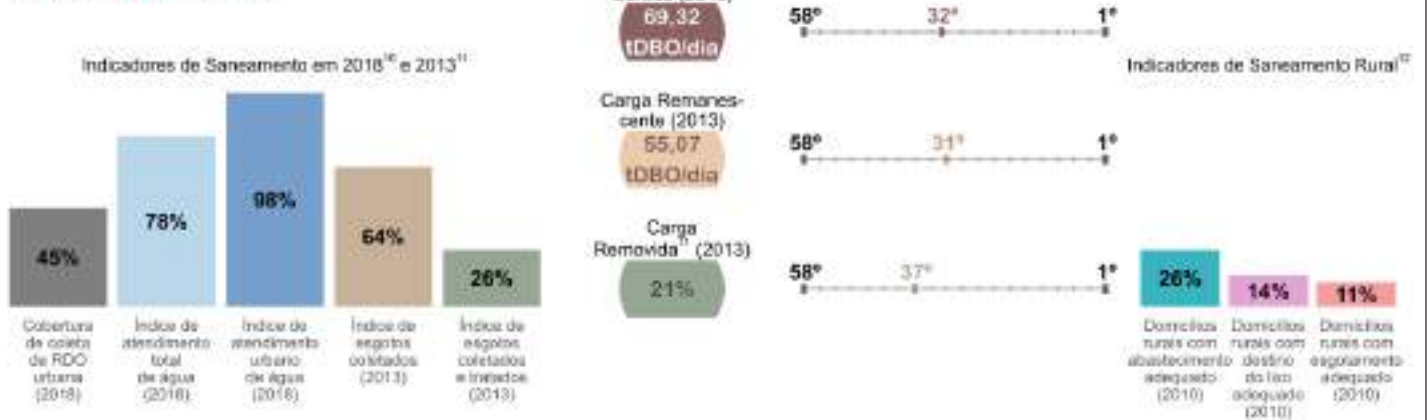 Indicadores de Saneamento em 2018 e 2013¹¹
45%
78%
98%
64%
26%
Cobertura
de coleta
de RDO
urbana
(2018)
Índice de
atendimento
total
de água
(2018)
Índice de
atendimento
urbano
de água
(2018)
Índice de
esgotos
coletados
(2013)
Índice de
esgotos
coletados
e tratados
(2013)
69,32
tDBO/dia
58º
32º
1º
Carga Remanes-
cente (2013)
55,07
tDBO/dia
58º
31º
1º
Carga
Removida¹¹ (2013)
21%
58º
37º
1º
Indicadores de Saneamento Rural¹²
26%
14%
11%
Domicílios
rurais com
abastecimento
adequado
(2010)
Domicílios
rurais com
destino
do lixo
adequado
(2010)
Domicílios
rurais com
esgotamento
adequado
(2010)